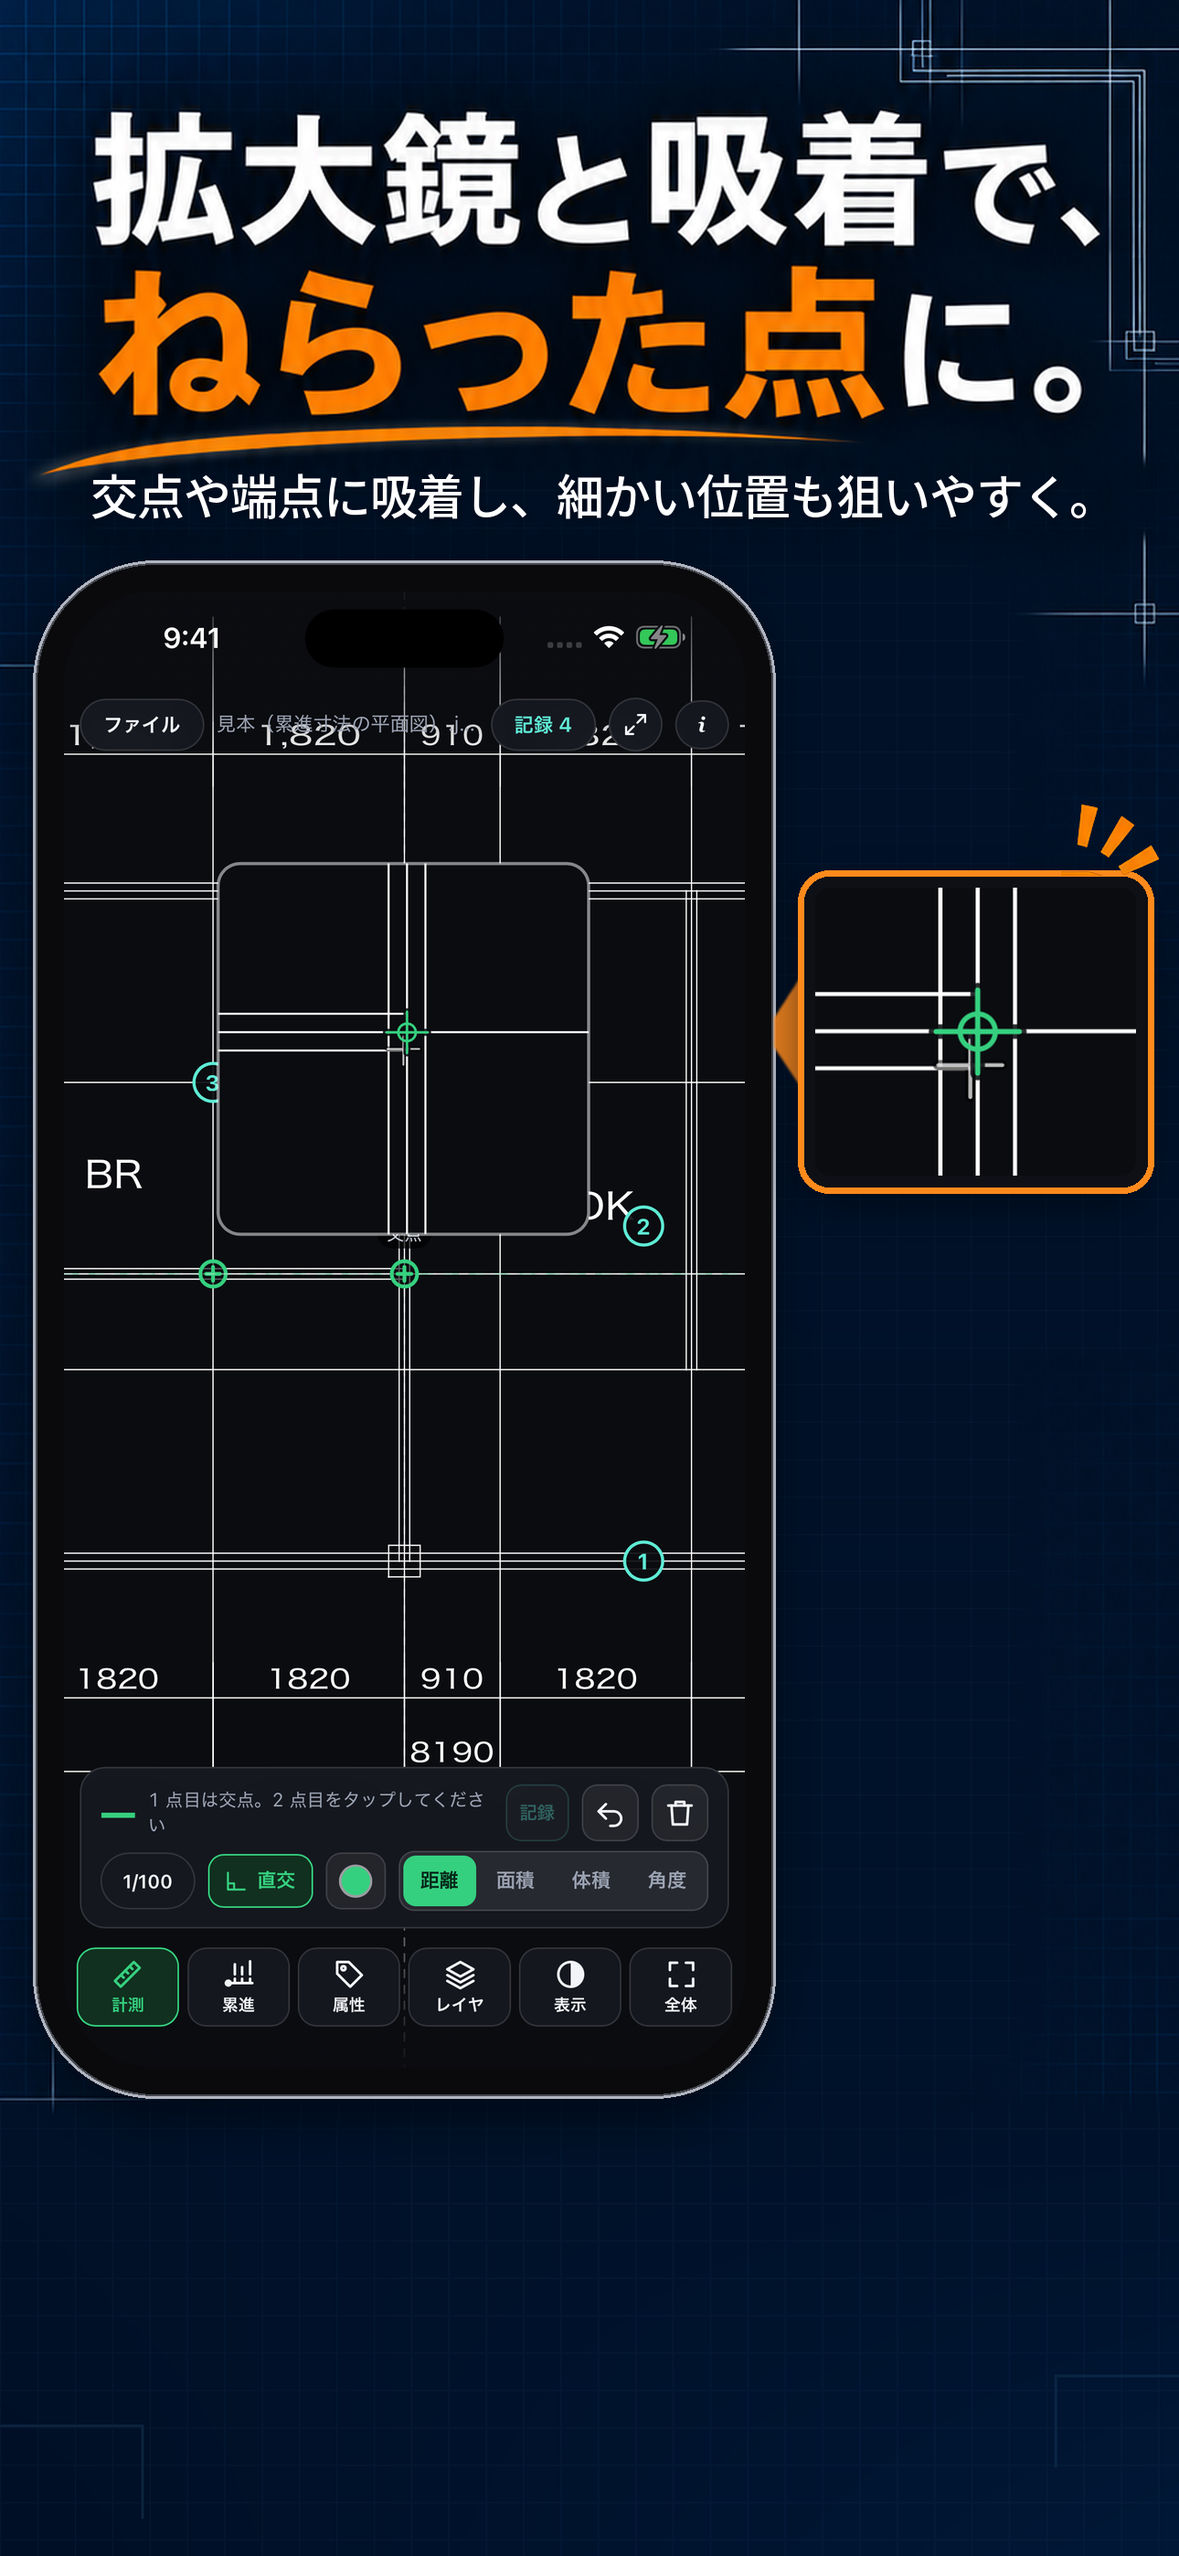 拡大鏡と吸着で、
ねらった点に。
交点や端点に吸着し、細かい位置も狙いやすく。
9:41
ファイル 見本（累進寸法の平面図）.j... 記録 4 i
1,820 910
3
BR
2
交点
1
1820 1820 910 1820
8190
1 点目は交点。2 点目をタップしてくださ
い
記録
1/100 直交 距離 面積 体積 角度
計測 累進 属性 レイヤ 表示 全体